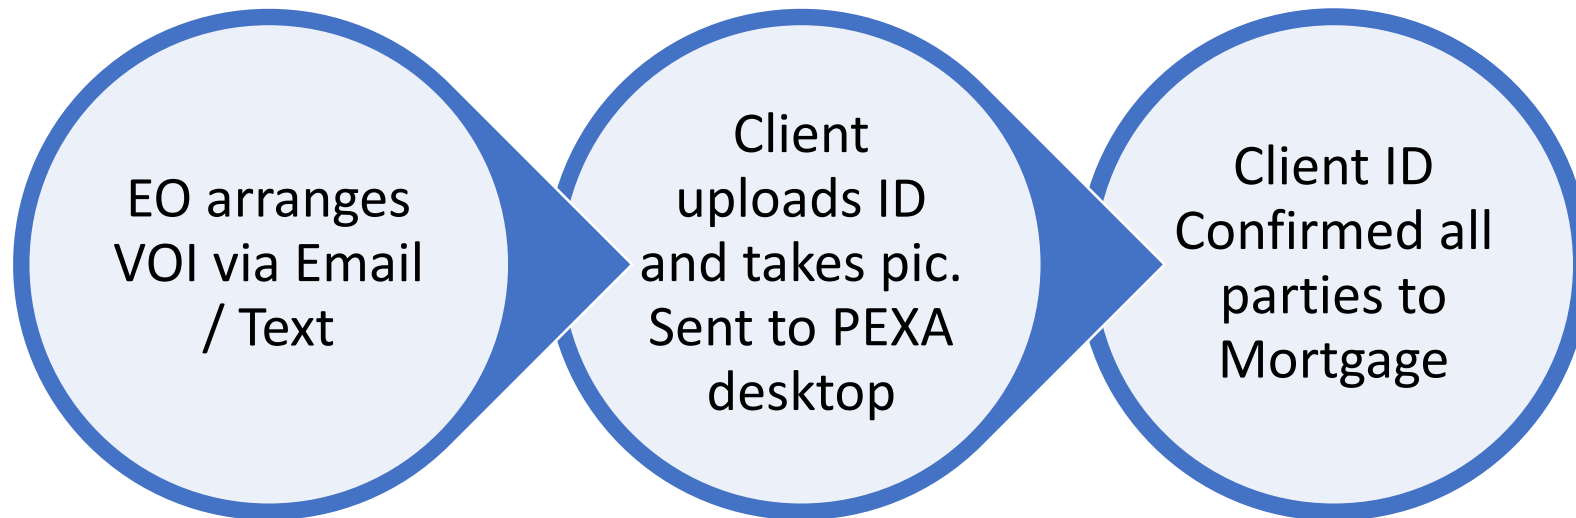 EO arranges
VOI via Email
/ Text
Client
uploads ID
and takes pic.
Sent to PEXA
desktop
Client ID
Confirmed all
parties to
Mortgage